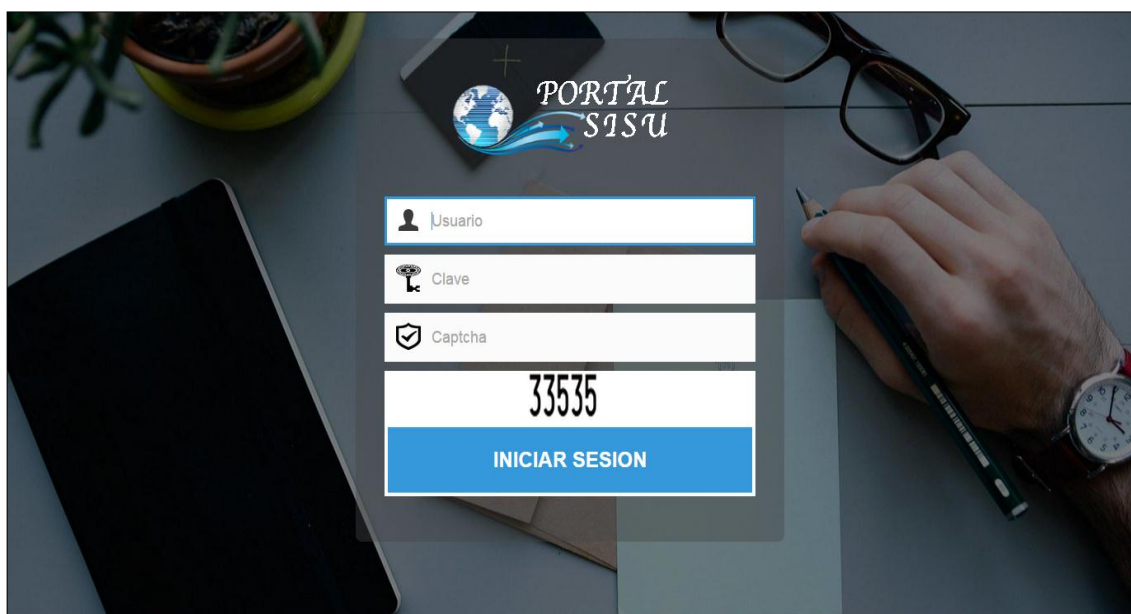 PORTAL
SISU
Usuario
Clave
Captcha
33535
INICIAR SESION